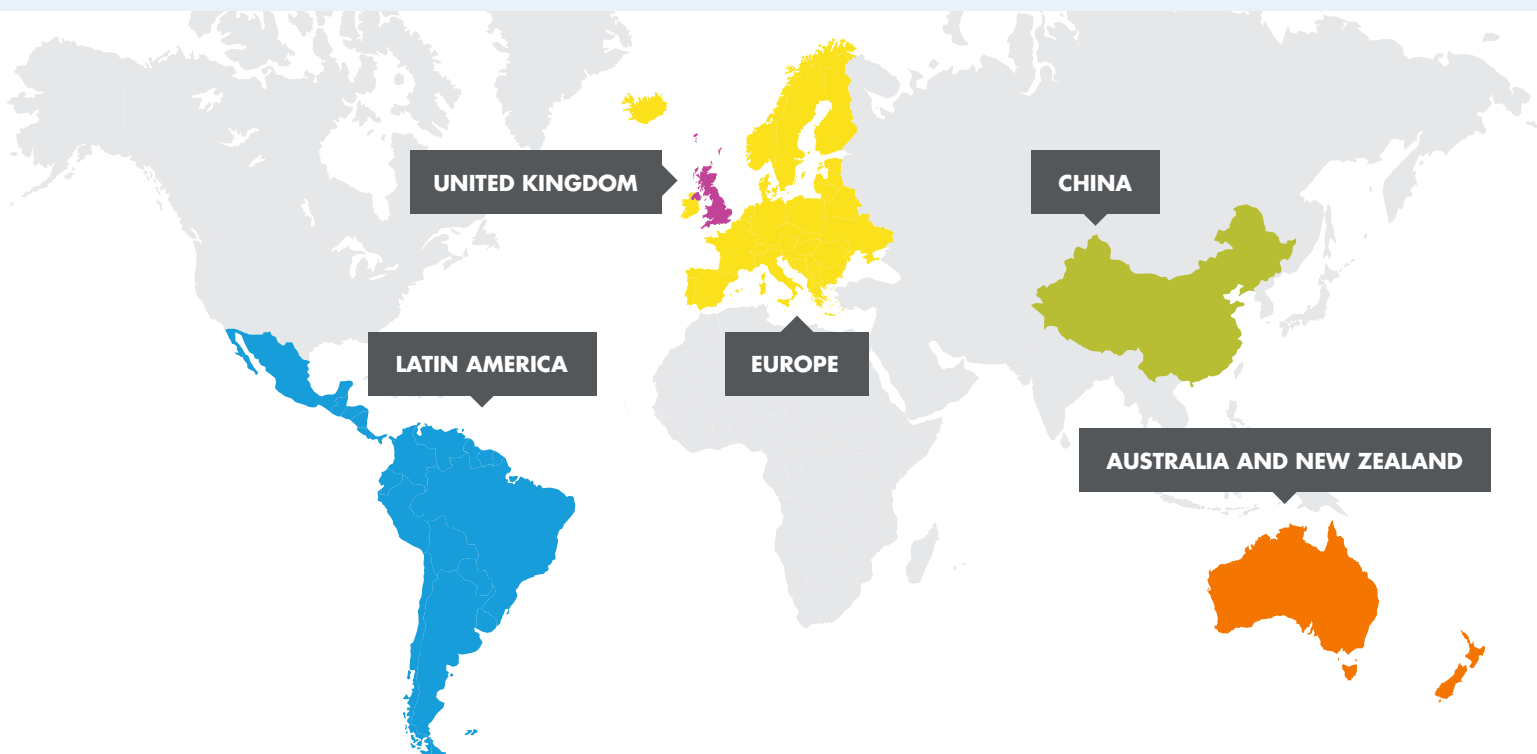 UNITED KINGDOM
CHINA
LATIN AMERICA
EUROPE
AUSTRALIA AND NEW ZEALAND